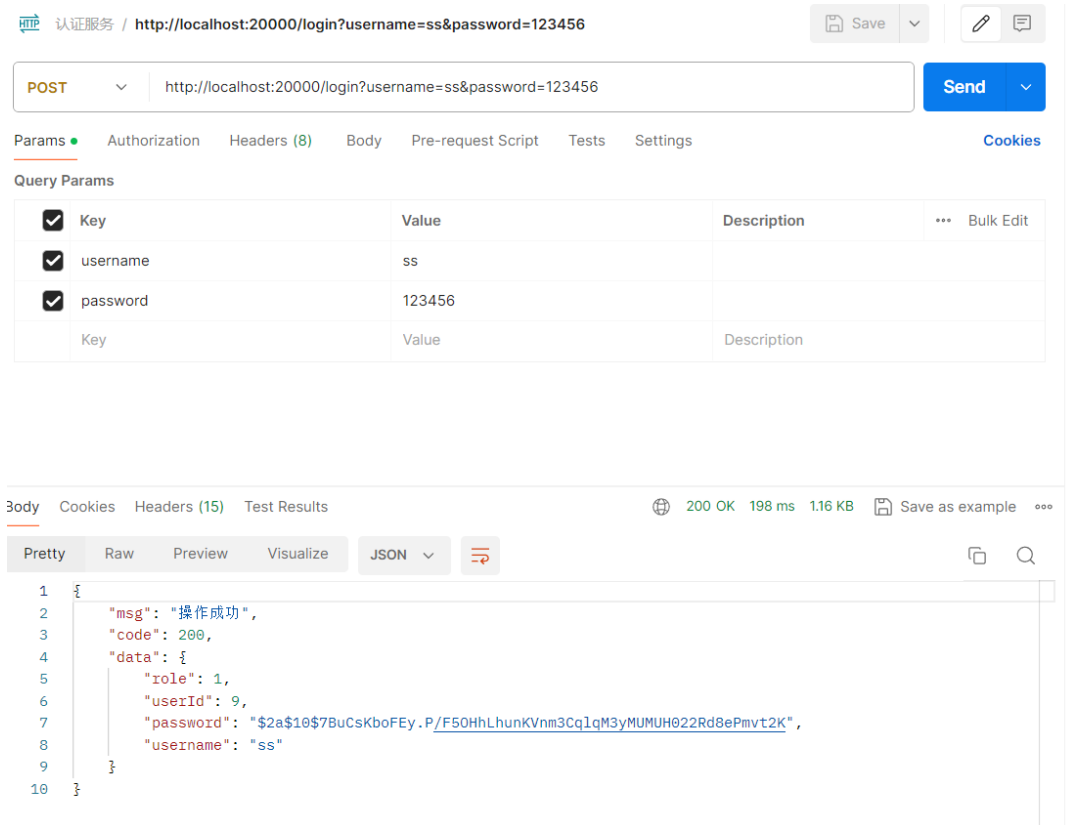 HTTP 认证服务 / http://localhost:20000/login?username=ss&password=123456 Save
POST http://localhost:20000/login?username=ss&password=123456 Send
Params Authorization Headers (8) Body Pre-request Script Tests Settings Cookies
Query Params
Key Value Description ••• Bulk Edit
username ss
password 123456
Key Value Description
Body Cookies Headers (15) Test Results 200 OK 198 ms 1.16 KB Save as example
Pretty Raw Preview Visualize JSON
1 {
2 "msg": "操作成功",
3 "code": 200,
4 "data": {
5 "role": 1,
6 "userId": 9,
7 "password": "$2a$10$7BuCsKboFEy.P/F5OHhLhunKVnm3CqlqM3yMUMUH022Rd8ePmvt2K",
8 "username": "ss"
9 }
10 }